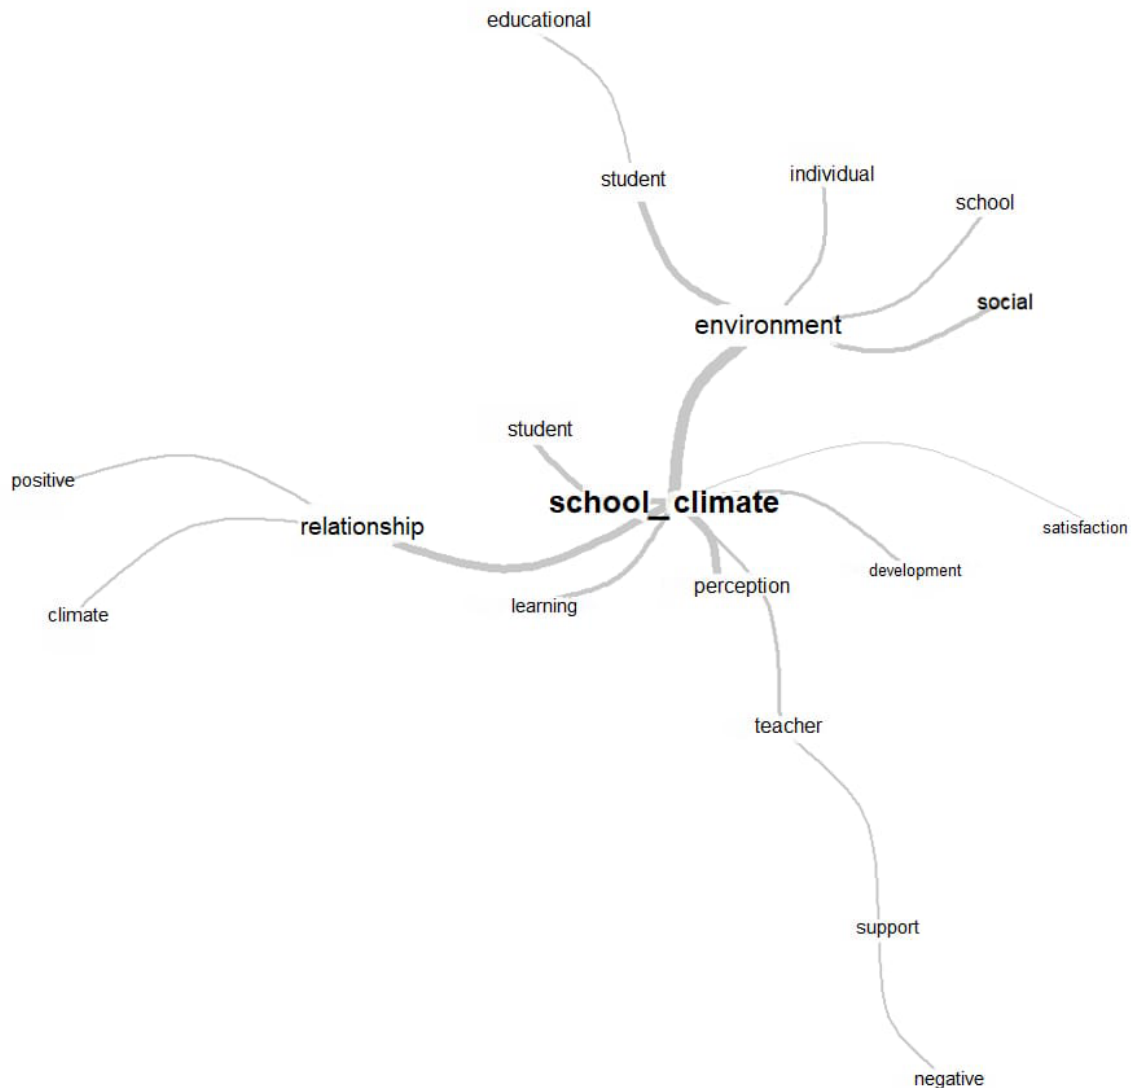 educational
student
individual
school
social
environment
student
positive
school_climate
relationship
satisfaction
development
perception
learning
climate
teacher
support
negative